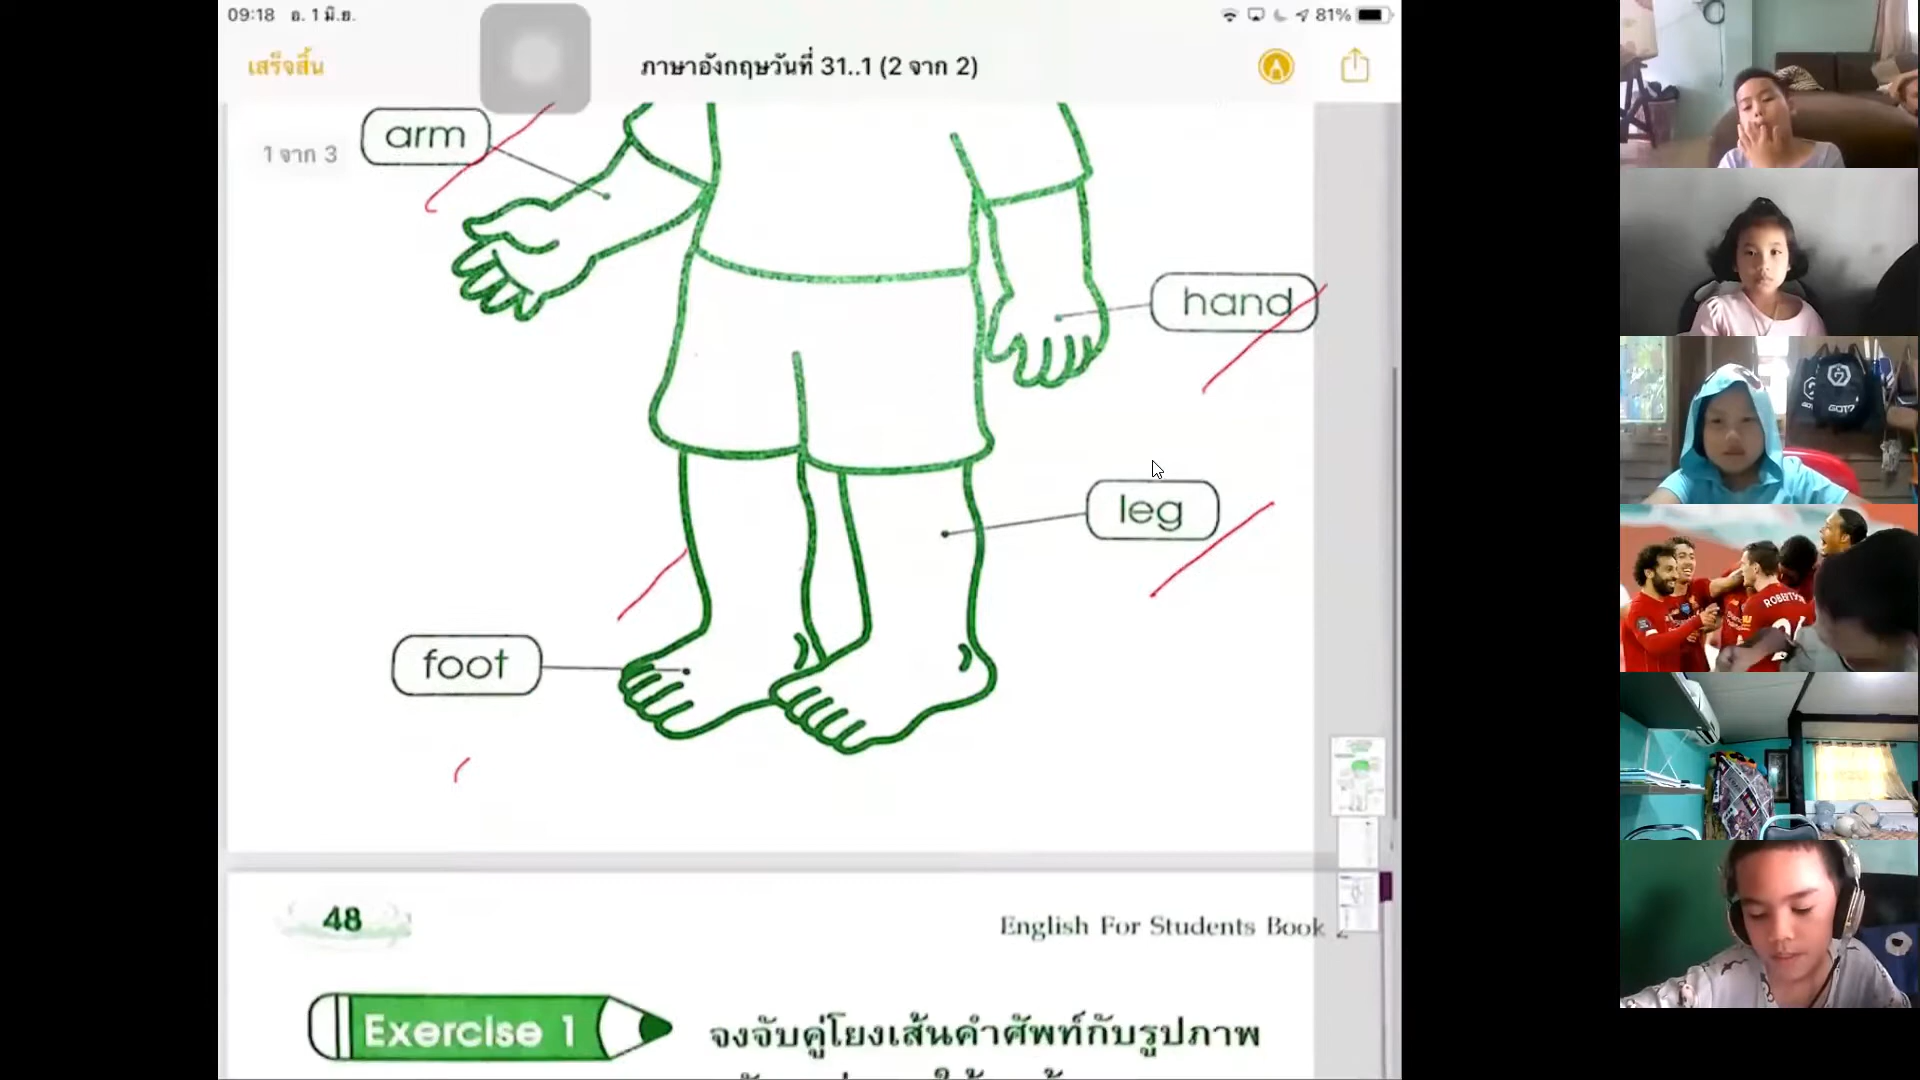 09:18 อ. 1 มิ.ย.
81%
เสร็จสิ้น
ภาษาอังกฤษวันที่ 31..1 (2 จาก 2)
1 จาก 3
arm
hand
leg
foot
48
English For Students Book 2
Exercise 1
จงจับคู่โยงเส้นคำศัพท์กับรูปภาพ
GOT7